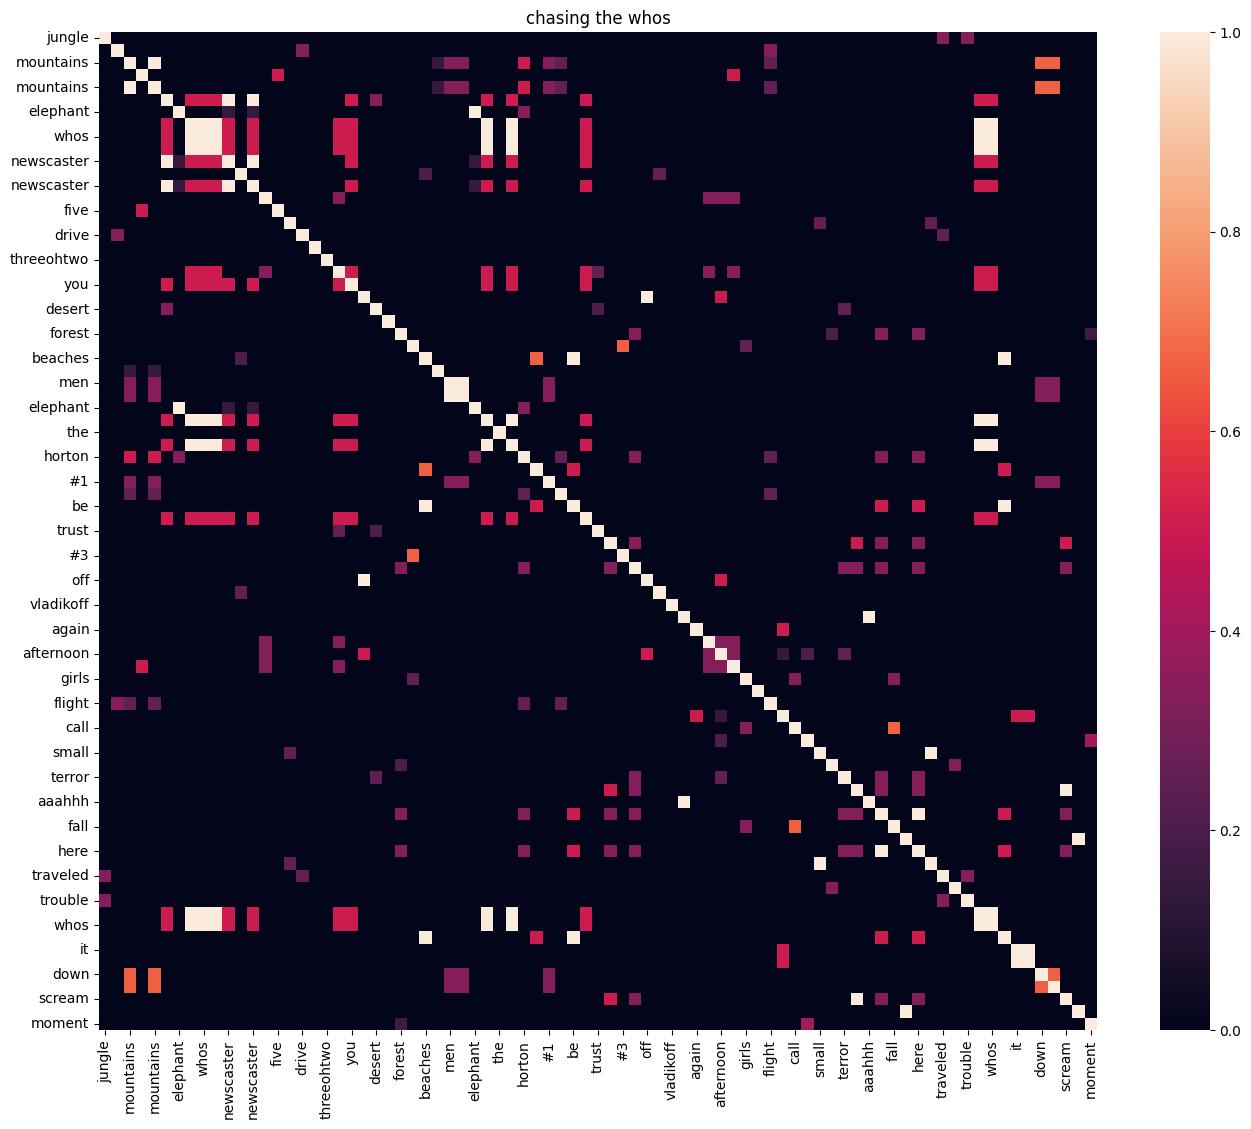 chasing the whos
jungle
mountains
mountains
elephant
whos
newscaster
newscaster
five
drive
threeohtwo
you
desert
forest
beaches
men
elephant
the
horton
#1
be
trust
#3
off
vladikoff
again
afternoon
girls
flight
call
small
terror
aaahhh
fall
here
traveled
trouble
whos
it
down
scream
moment
1.0
0.8
0.6
0.4
0.2
0.0
jungle
mountains
mountains
elephant
whos
newscaster
newscaster
five
drive
threeohtwo
you
desert
forest
beaches
men
elephant
the
horton
#1
be
trust
#3
off
vladikoff
again
afternoon
girls
flight
call
small
terror
aaahhh
fall
here
traveled
trouble
whos
it
down
scream
moment